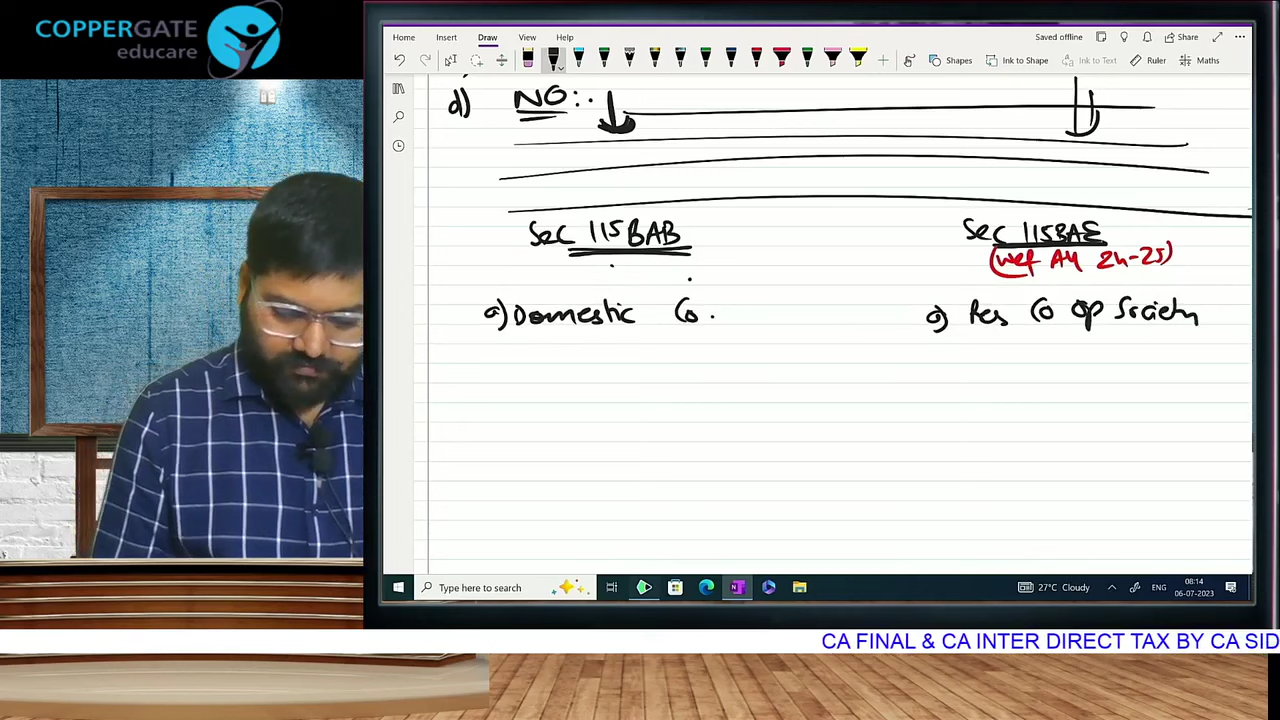 COPPERGATE
educare
Home Insert Draw View Help
Saved offline
Share
Shapes
Ink to Shape
Ink to Text
Ruler
Maths
d) NO:-
Sec 115BAB
Sec 115BAE
(wef AY 24-25)
a) Domestic Co.
a) Res Co Op Society
Type here to search
27°C Cloudy
ENG
08:14
06-07-2023
CA FINAL & CA INTER DIRECT TAX BY CA SID